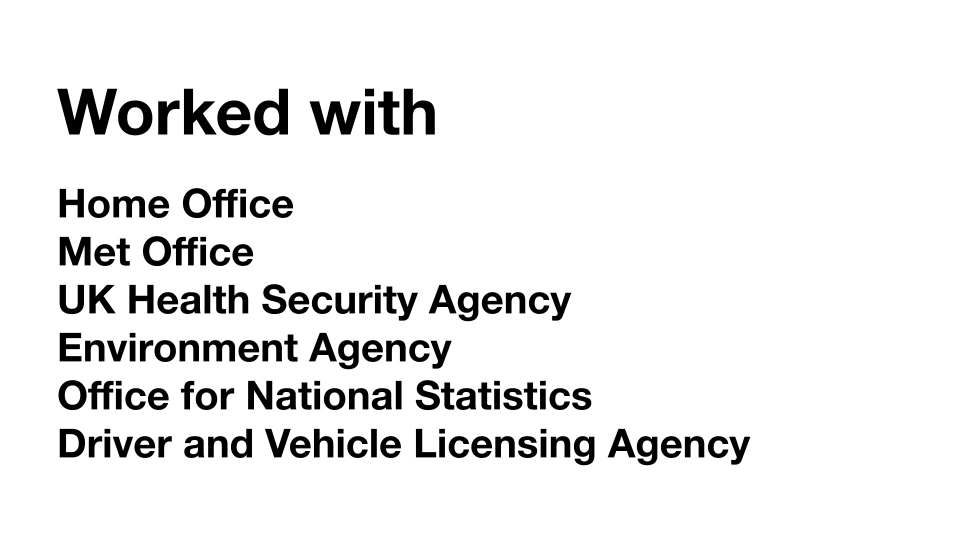 Worked with
Home Office
Met Office
UK Health Security Agency
Environment Agency
Office for National Statistics
Driver and Vehicle Licensing Agency